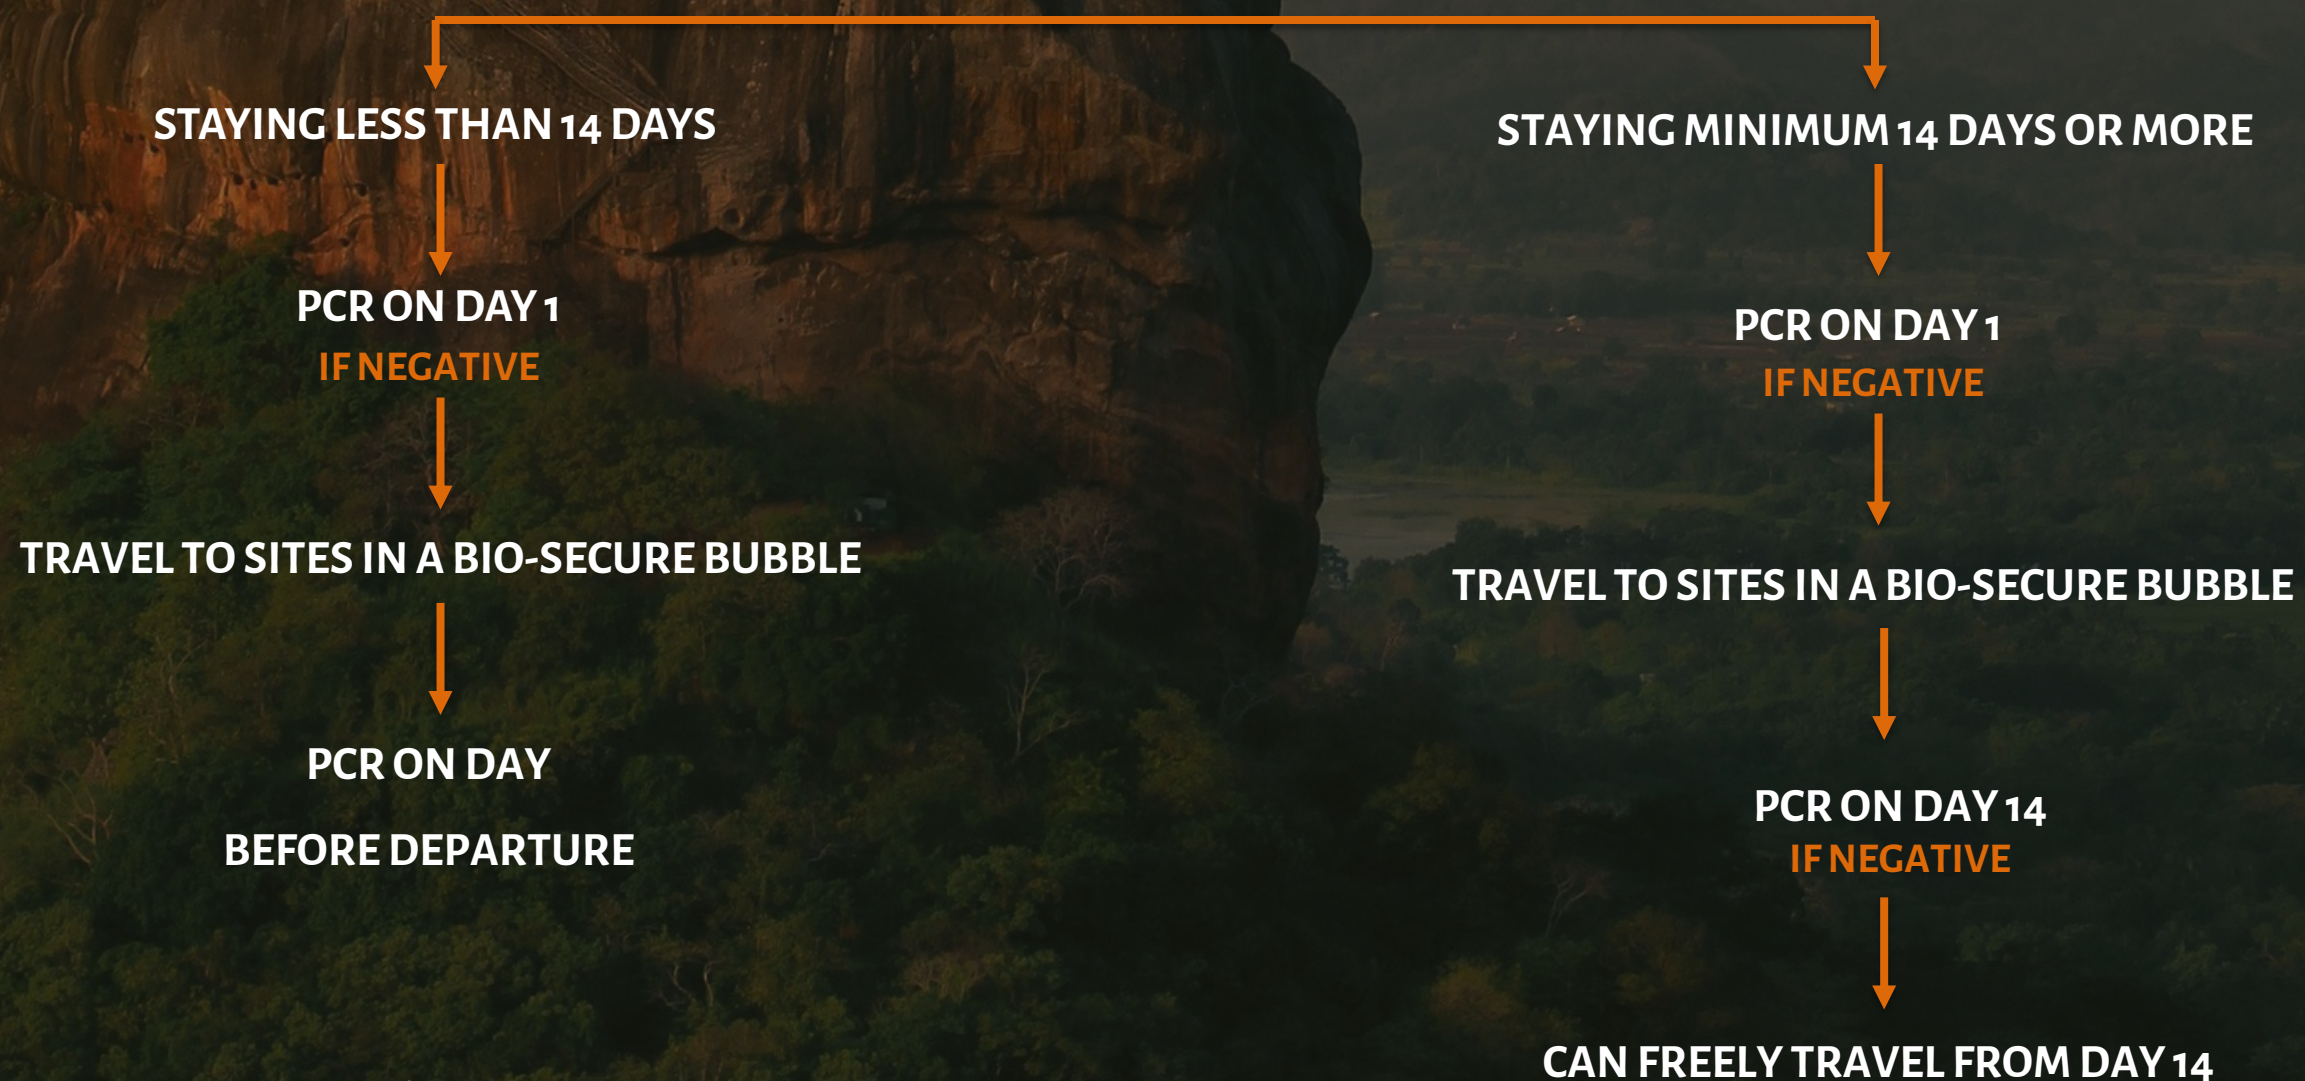 STAYING LESS THAN 14 DAYS
PCR ON DAY 1
IF NEGATIVE
TRAVEL TO SITES IN A BIO-SECURE BUBBLE
PCR ON DAY
BEFORE DEPARTURE
STAYING MINIMUM 14 DAYS OR MORE
PCR ON DAY 1
IF NEGATIVE
TRAVEL TO SITES IN A BIO-SECURE BUBBLE
PCR ON DAY 14
IF NEGATIVE
CAN FREELY TRAVEL FROM DAY 14